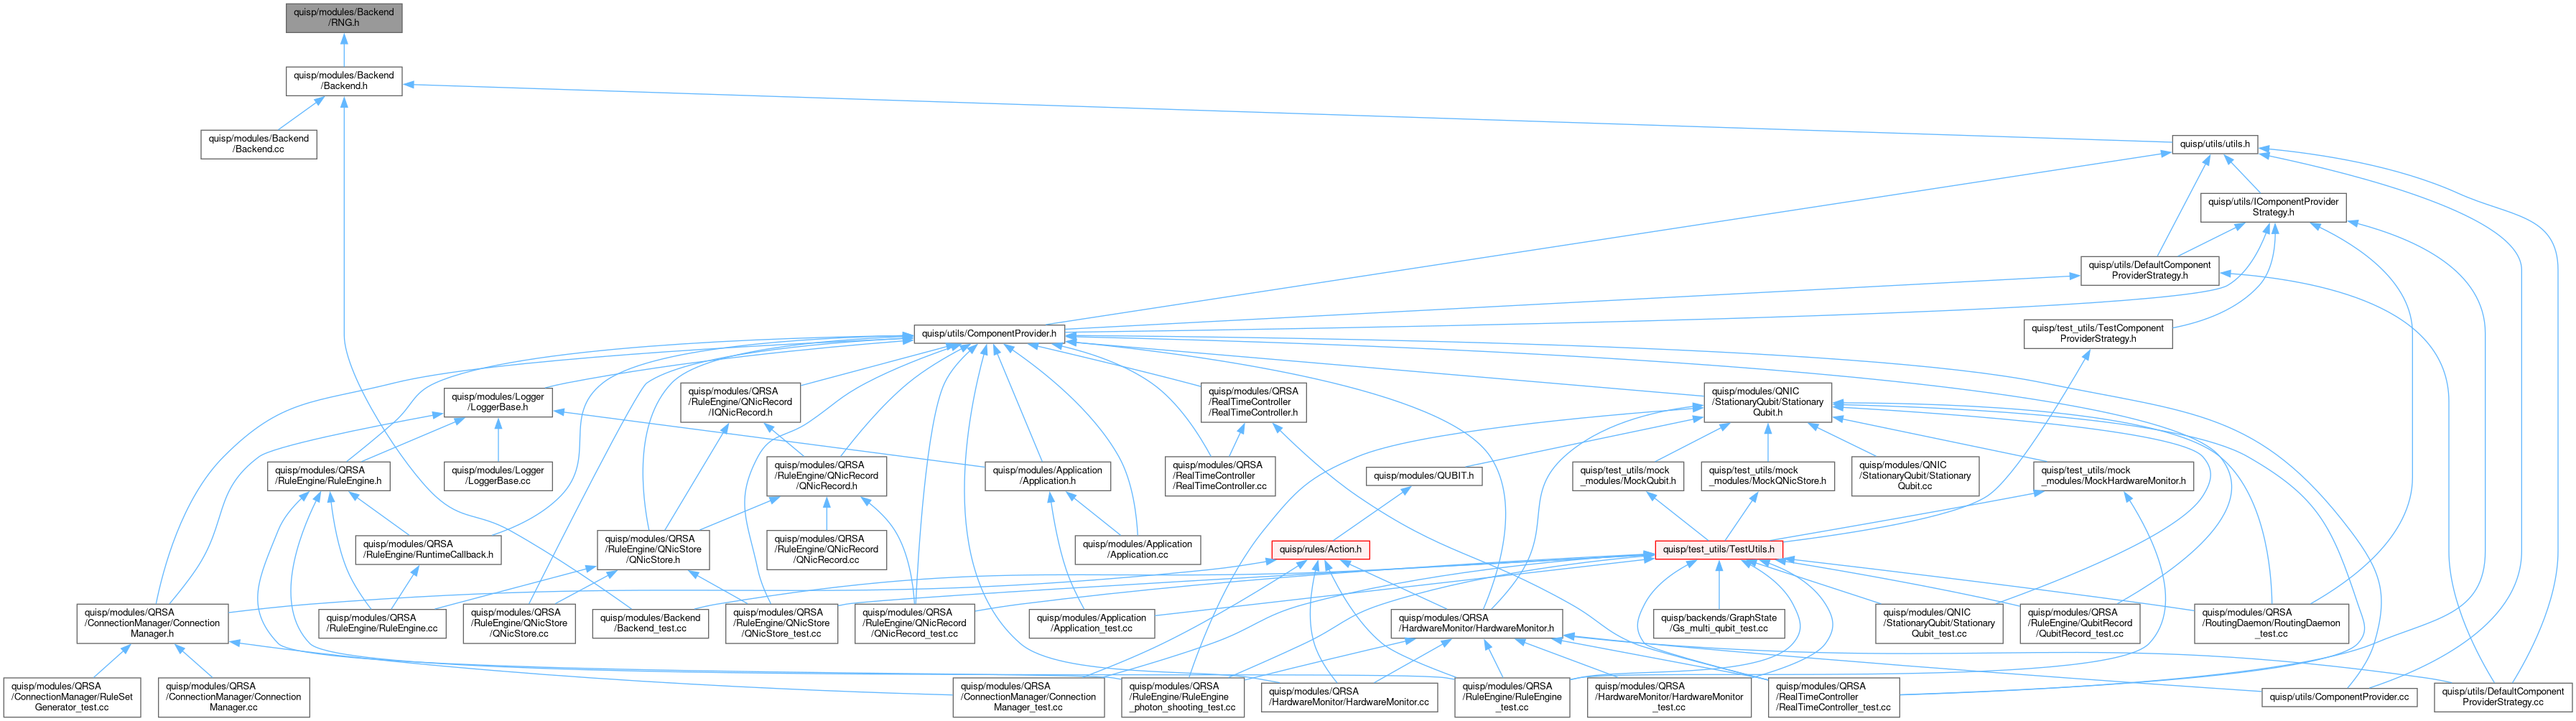 quisp/modules/Backend
/RNG.h
quisp/modules/Backend
/Backend.h
quisp/modules/Backend
/Backend.cc
quisp/utils/utils.h
quisp/utils/IComponentProvider
Strategy.h
quisp/utils/DefaultComponent
ProviderStrategy.h
quisp/utils/ComponentProvider.h
quisp/test_utils/TestComponent
ProviderStrategy.h
quisp/modules/Logger
/LoggerBase.h
quisp/modules/QRSA
/RuleEngine/QNicRecord
/IQNicRecord.h
quisp/modules/QRSA
/RealTimeController
/RealTimeController.h
quisp/modules/QNIC
/StationaryQubit/Stationary
Qubit.h
quisp/modules/QRSA
/RuleEngine/RuleEngine.h
quisp/modules/Logger
/LoggerBase.cc
quisp/modules/QRSA
/RuleEngine/QNicRecord
/QNicRecord.h
quisp/modules/Application
/Application.h
quisp/modules/QRSA
/RealTimeController
/RealTimeController.cc
quisp/modules/QUBIT.h
quisp/test_utils/mock
_modules/MockQubit.h
quisp/test_utils/mock
_modules/MockQNicStore.h
quisp/modules/QNIC
/StationaryQubit/Stationary
Qubit.cc
quisp/test_utils/mock
_modules/MockHardwareMonitor.h
quisp/modules/QRSA
/RuleEngine/RuntimeCallback.h
quisp/modules/QRSA
/RuleEngine/QNicStore
/QNicStore.h
quisp/modules/QRSA
/RuleEngine/QNicRecord
/QNicRecord.cc
quisp/modules/Application
/Application.cc
quisp/rules/Action.h
quisp/test_utils/TestUtils.h
quisp/modules/QRSA
/ConnectionManager/Connection
Manager.h
quisp/modules/QRSA
/RuleEngine/RuleEngine.cc
quisp/modules/QRSA
/RuleEngine/QNicStore
/QNicStore.cc
quisp/modules/Backend
/Backend_test.cc
quisp/modules/QRSA
/RuleEngine/QNicStore
/QNicStore_test.cc
quisp/modules/QRSA
/RuleEngine/QNicRecord
/QNicRecord_test.cc
quisp/modules/Application
/Application_test.cc
quisp/modules/QRSA
/HardwareMonitor/HardwareMonitor.h
quisp/backends/GraphState
/Gs_multi_qubit_test.cc
quisp/modules/QNIC
/StationaryQubit/Stationary
Qubit_test.cc
quisp/modules/QRSA
/RuleEngine/QubitRecord
/QubitRecord_test.cc
quisp/modules/QRSA
/RoutingDaemon/RoutingDaemon
_test.cc
quisp/modules/QRSA
/ConnectionManager/RuleSet
Generator_test.cc
quisp/modules/QRSA
/ConnectionManager/Connection
Manager.cc
quisp/modules/QRSA
/ConnectionManager/Connection
Manager_test.cc
quisp/modules/QRSA
/RuleEngine/RuleEngine
_photon_shooting_test.cc
quisp/modules/QRSA
/HardwareMonitor/HardwareMonitor.cc
quisp/modules/QRSA
/RuleEngine/RuleEngine
_test.cc
quisp/modules/QRSA
/HardwareMonitor/HardwareMonitor
_test.cc
quisp/modules/QRSA
/RealTimeController
/RealTimeController_test.cc
quisp/utils/ComponentProvider.cc
quisp/utils/DefaultComponent
ProviderStrategy.cc